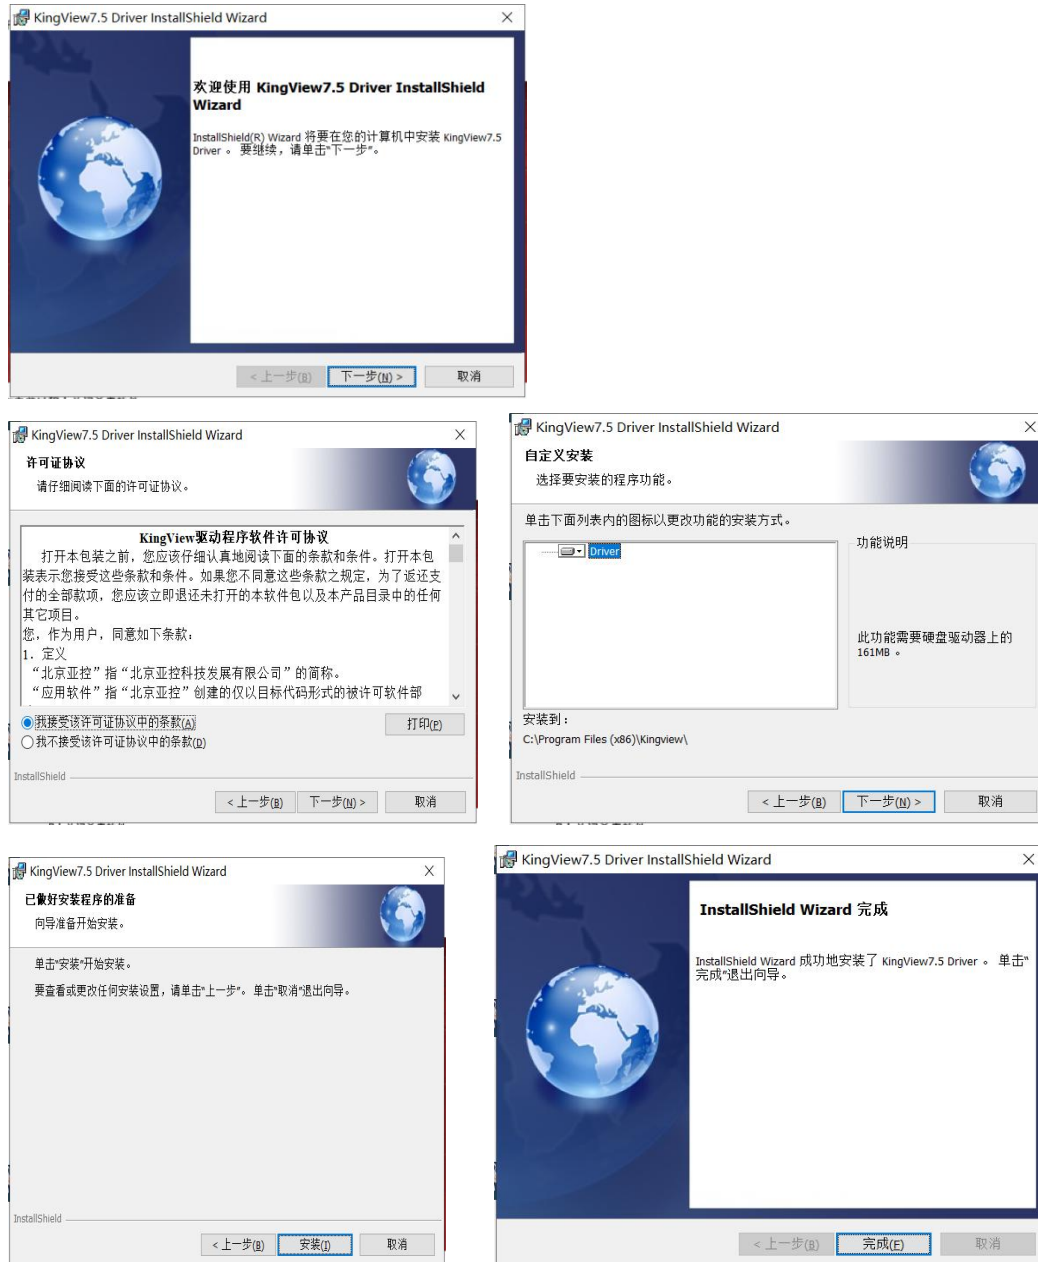 KingView7.5 Driver InstallShield Wizard
欢迎使用 KingView7.5 Driver InstallShield
Wizard
InstallShield(R) Wizard 将要在您的计算机中安装 KingView7.5
Driver 。 要继续，请单击“下一步”。
< 上一步(B)
下一步(N) >
取消
KingView7.5 Driver InstallShield Wizard
许可证协议
请仔细阅读下面的许可证协议。
KingView驱动程序软件许可协议
打开本包装之前，您应该仔细认真地阅读下面的条款和条件。打开本包
装表示您接受这些条款和条件。如果您不同意这些条款之规定，为了返还支
付的全部款项，您应该立即退还未打开的本软件包以及本产品目录中的任何
其它项目。
您，作为用户，同意如下条款：
1．定义
“北京亚控”指“北京亚控科技发展有限公司”的简称。
“应用软件”指“北京亚控”创建的仅以目标代码形式的被许可软件部
我接受该许可证协议中的条款(A)
打印(P)
我不接受该许可证协议中的条款(D)
InstallShield
< 上一步(B)
下一步(N) >
取消
KingView7.5 Driver InstallShield Wizard
自定义安装
选择要安装的程序功能。
单击下面列表内的图标以更改功能的安装方式。
Driver
功能说明
此功能需要硬盘驱动器上的
161MB 。
安装到：
C:\Program Files (x86)\Kingview\
InstallShield
< 上一步(B)
下一步(N) >
取消
KingView7.5 Driver InstallShield Wizard
已做好安装程序的准备
向导准备开始安装。
单击“安装”开始安装。
要查看或更改任何安装设置，请单击“上一步”。单击“取消”退出向导。
InstallShield
< 上一步(B)
安装(I)
取消
KingView7.5 Driver InstallShield Wizard
InstallShield Wizard 完成
InstallShield Wizard 成功地安装了 KingView7.5 Driver 。 单击“
完成”退出向导。
< 上一步(B)
完成(F)
取消